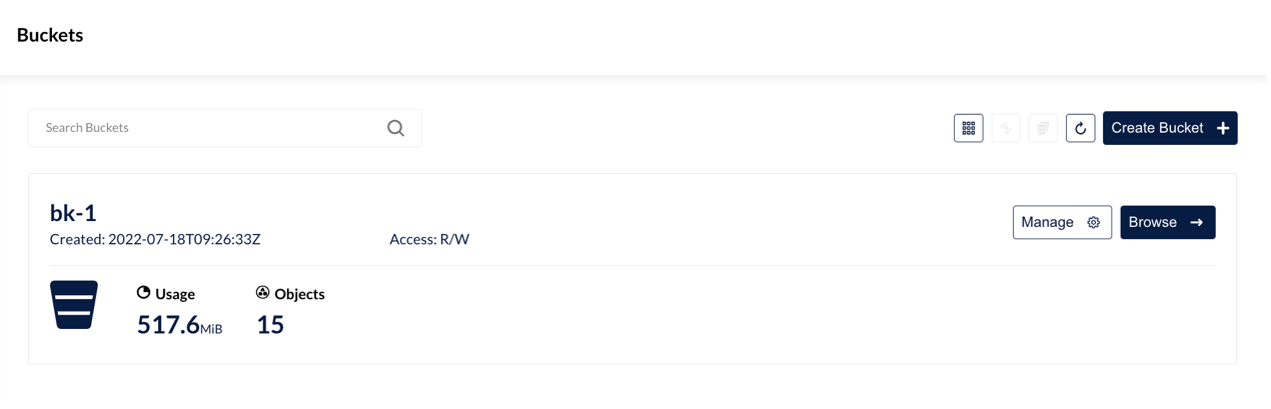 Buckets
Search Buckets
Create Bucket
bk-1
Created: 2022-07-18T09:26:33Z
Access: R/W
Manage
Browse
Usage
Objects
517.6MiB
15